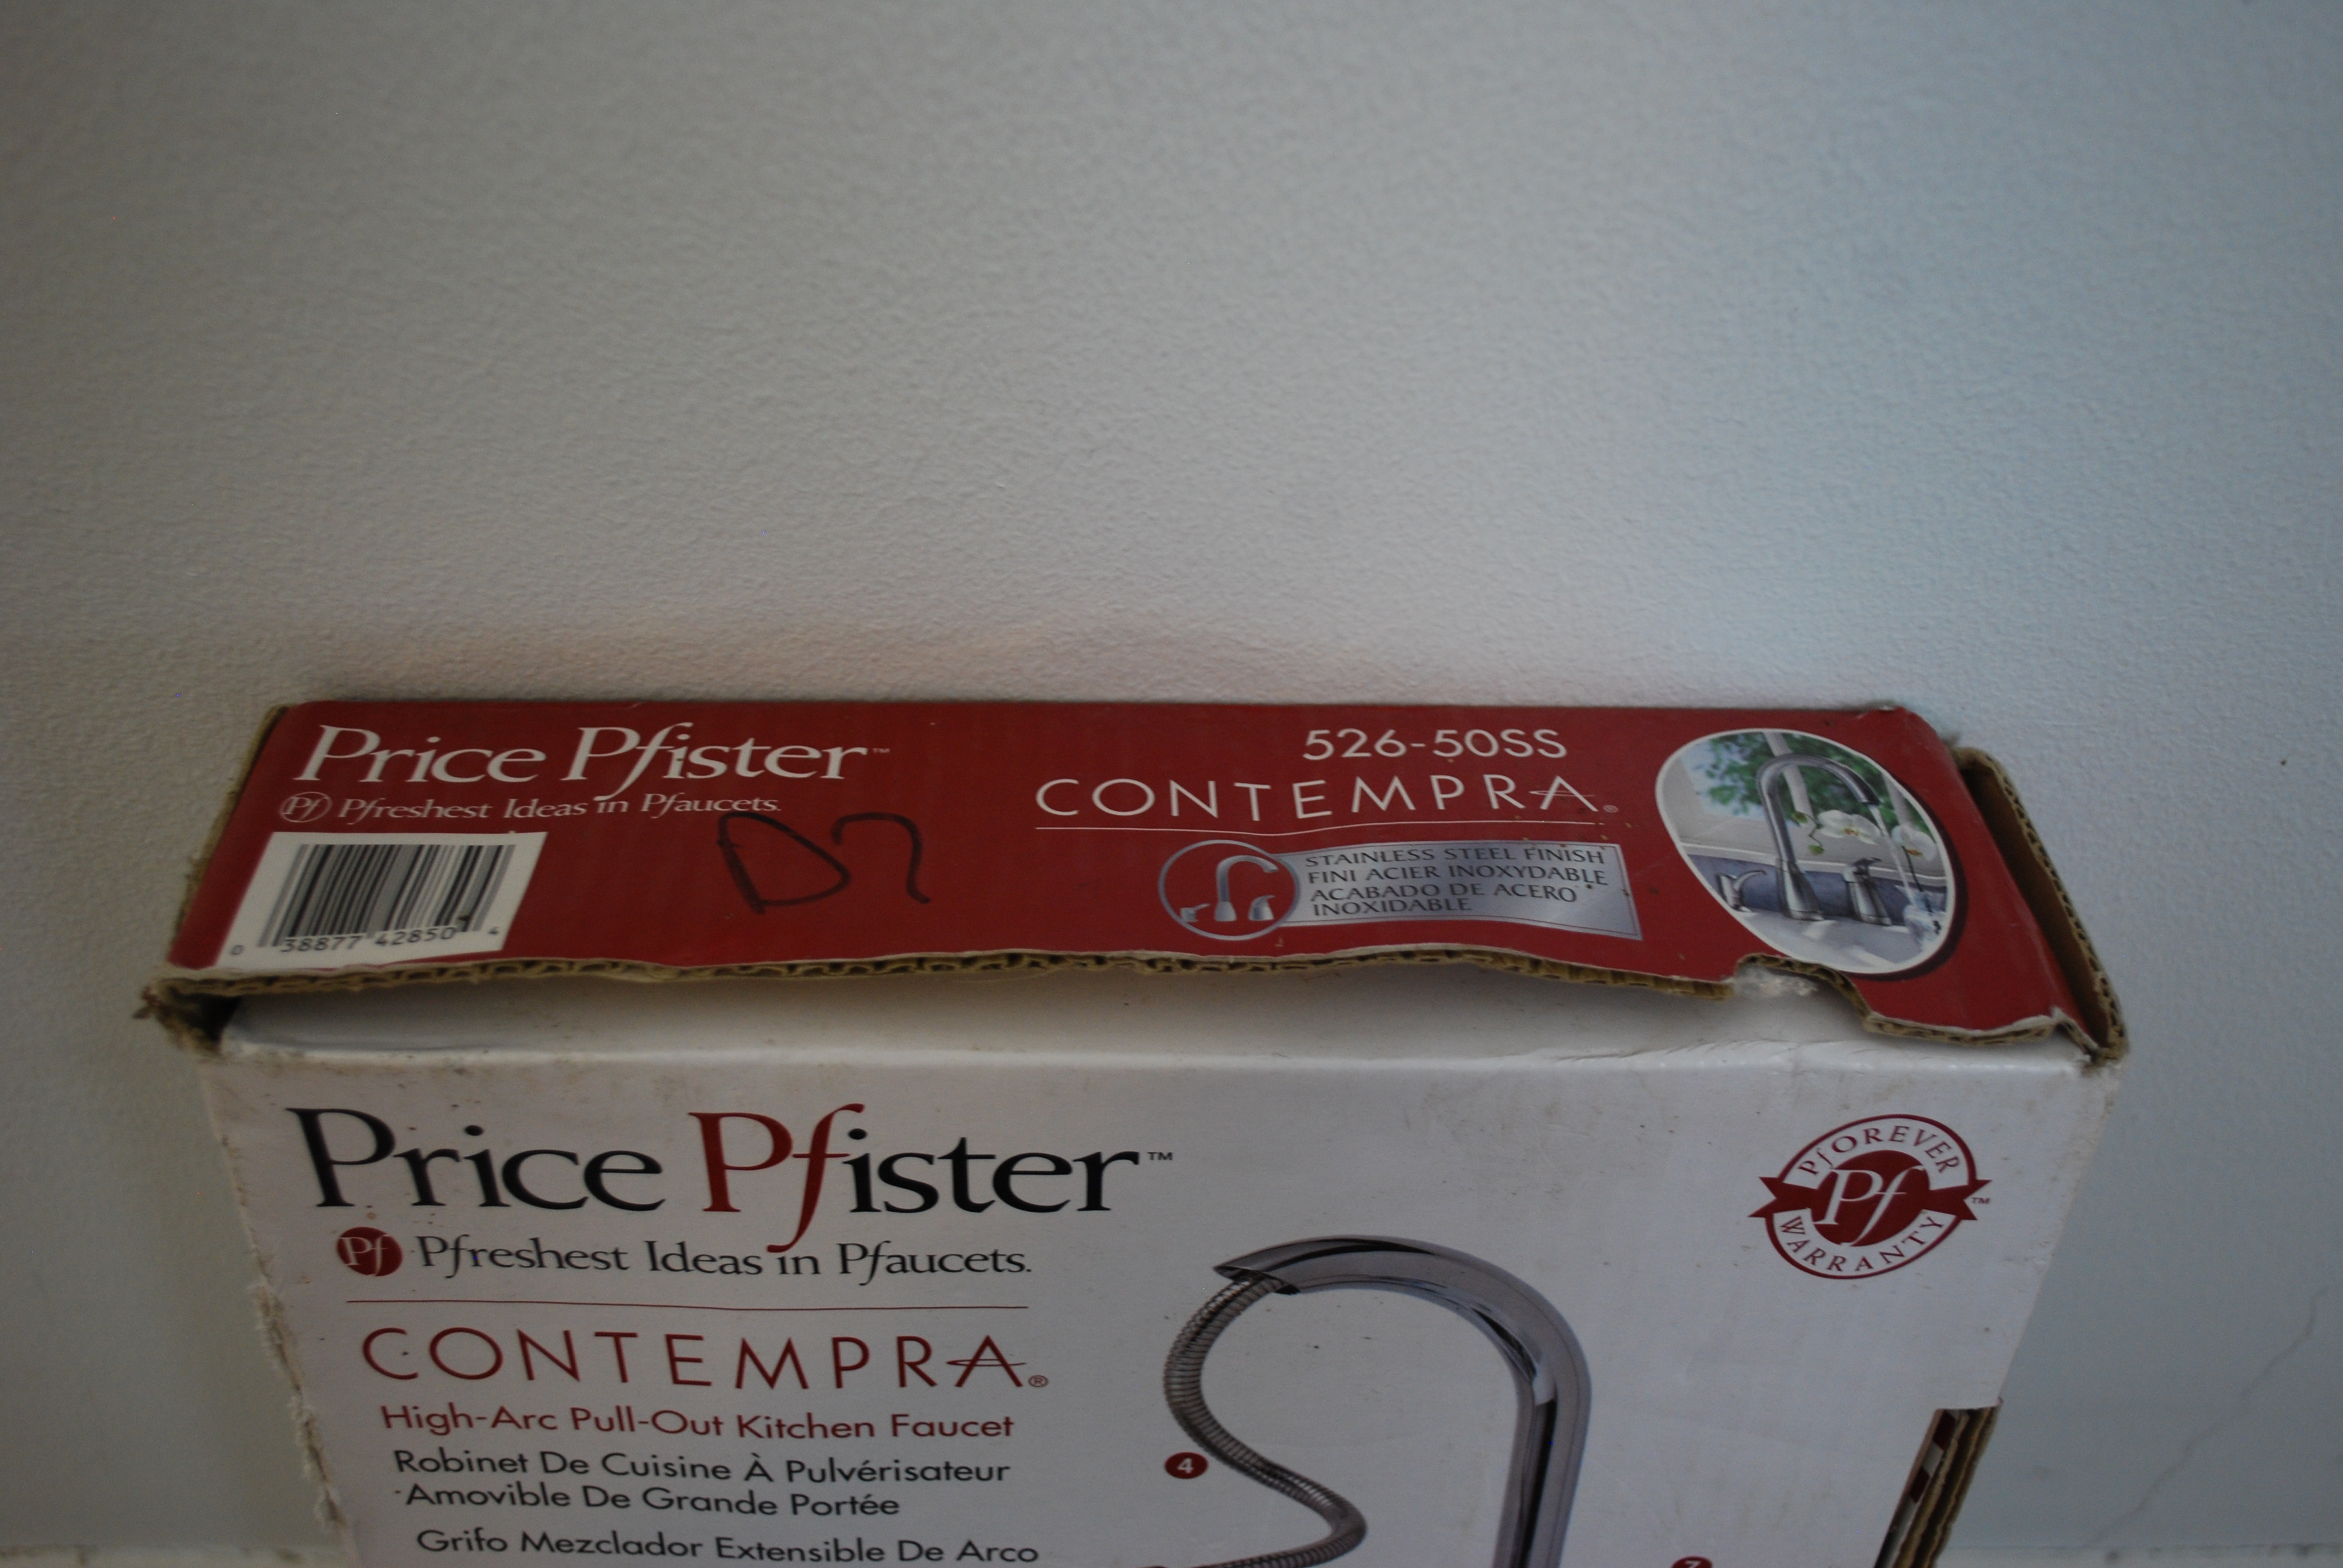 Price Pfister™
Pf Pfreshest Ideas in Pfaucets.
0 38877 42850 4
D7
526-50SS
CONTEMPRA®
STAINLESS STEEL FINISH
FINI ACIER INOXYDABLE
ACABADO DE ACERO
INOXIDABLE
Price Pfister™
Pf Pfreshest Ideas in Pfaucets.
CONTEMPRA®
High-Arc Pull-Out Kitchen Faucet
Robinet De Cuisine À Pulvérisateur
Amovible De Grande Portée
Grifo Mezclador Extensible De Arco
PfOREVER
Pf™
WARRANTY
4
7